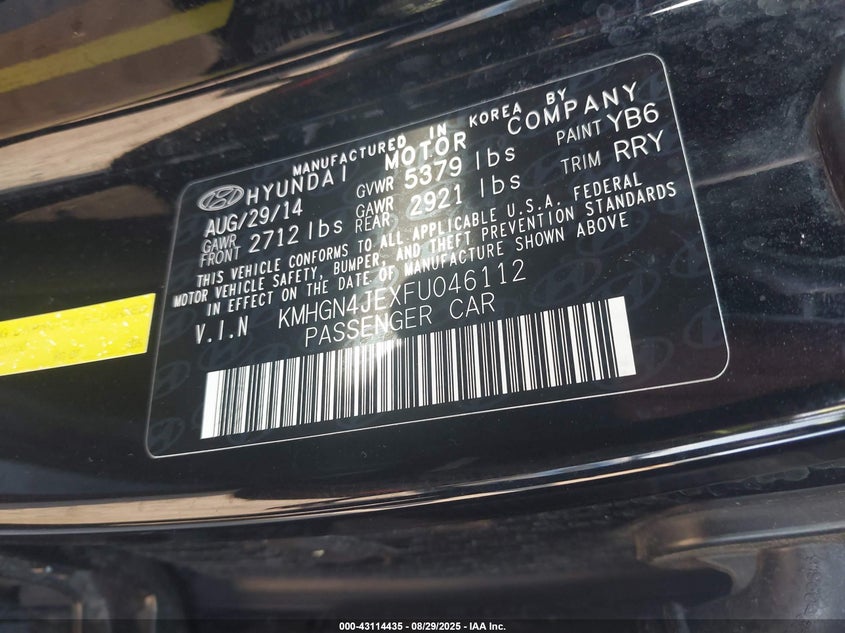 MANUFACTURED IN KOREA BY
HYUNDAI MOTOR COMPANY
AUG/29/14 GVWR 5379 lbs PAINT YB6
GAWR FRONT 2712 lbs GAWR REAR 2921 lbs TRIM RRY
THIS VEHICLE CONFORMS TO ALL APPLICABLE U.S.A. FEDERAL
MOTOR VEHICLE SAFETY, BUMPER, AND THEFT PREVENTION STANDARDS
IN EFFECT ON THE DATE OF MANUFACTURE SHOWN ABOVE
V.I.N KMHGN4JEXFU046112
PASSENGER CAR
000-43114435 - 08/29/2025 - IAA Inc.